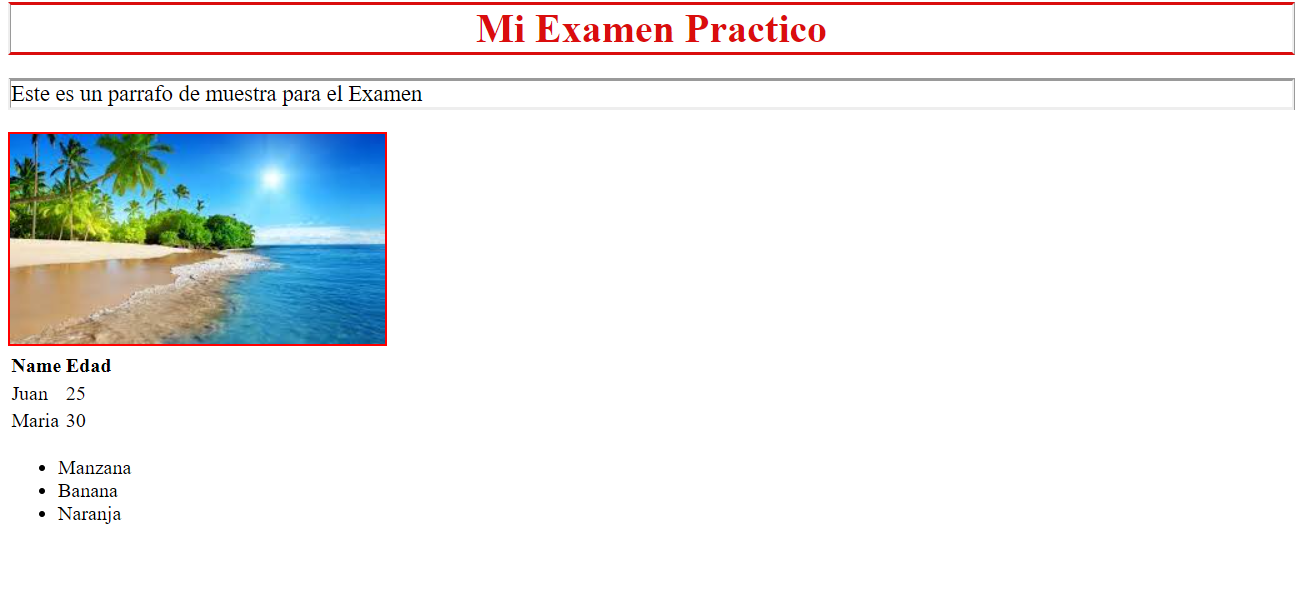 Mi Examen Practico
Este es un parrafo de muestra para el Examen
Name Edad
Juan 25
Maria 30
Manzana
Banana
Naranja